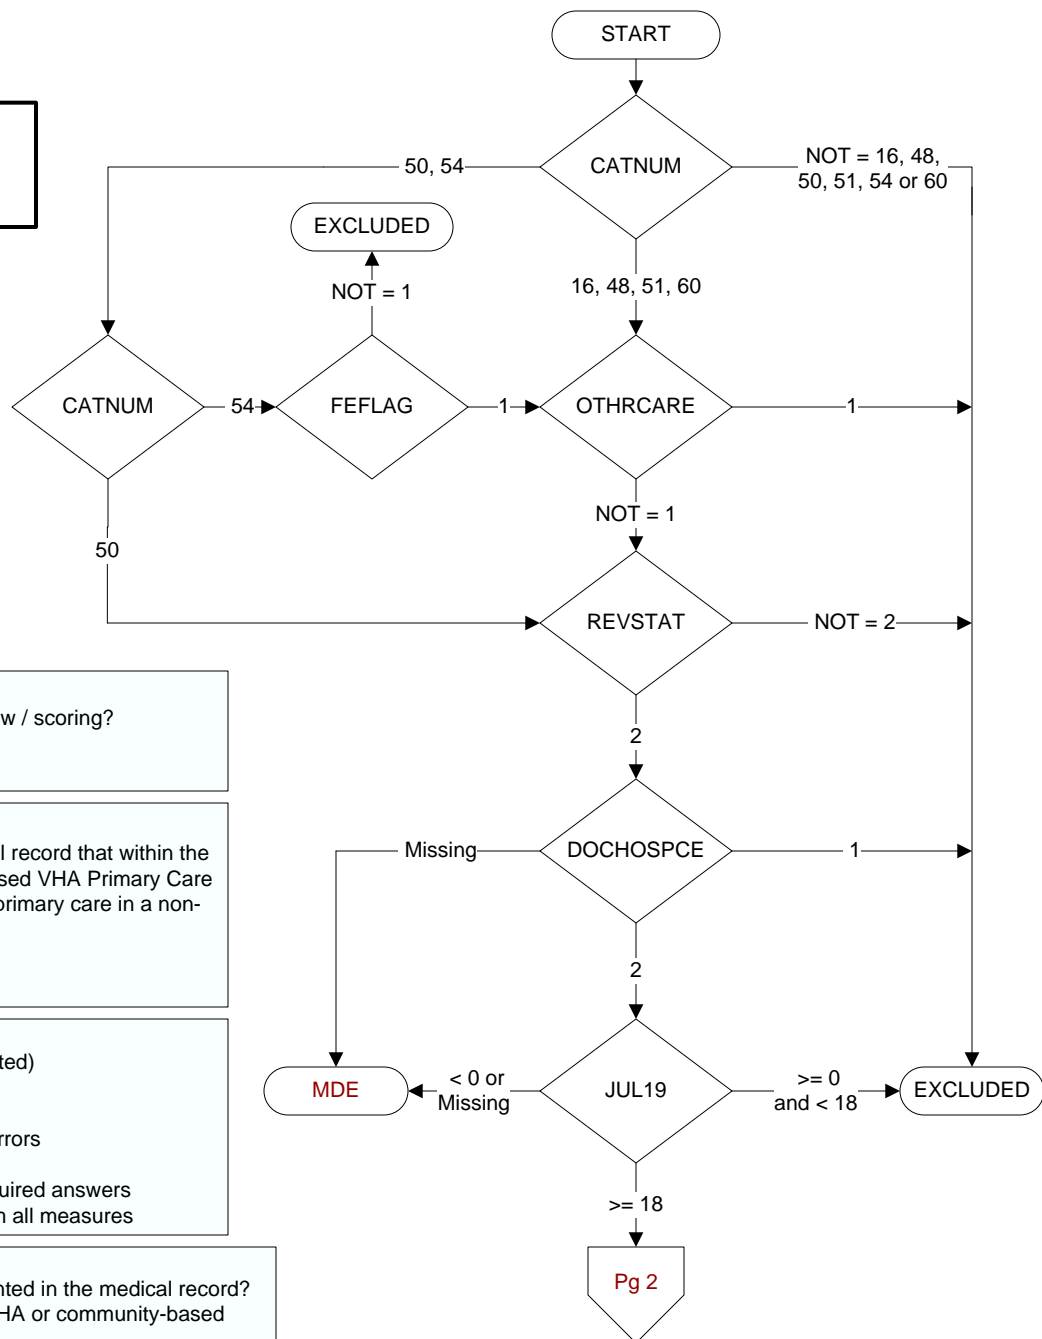 START
CATNUM
50, 54
NOT = 16, 48,
50, 51, 54 or 60
EXCLUDED
NOT = 1
16, 48, 51, 60
CATNUM
54
FEFLAG
1
OTHRCARE
1
NOT = 1
50
REVSTAT
NOT = 2
2
w / scoring?
Missing
DOCHOSPCE
1
l record that within the
sed VHA Primary Care
primary care in a non-
2
ted)
MDE
< 0 or
Missing
JUL19
>= 0
and < 18
EXCLUDED
rrors
uired answers
n all measures
>= 18
Pg 2
nted in the medical record?
HA or community-based